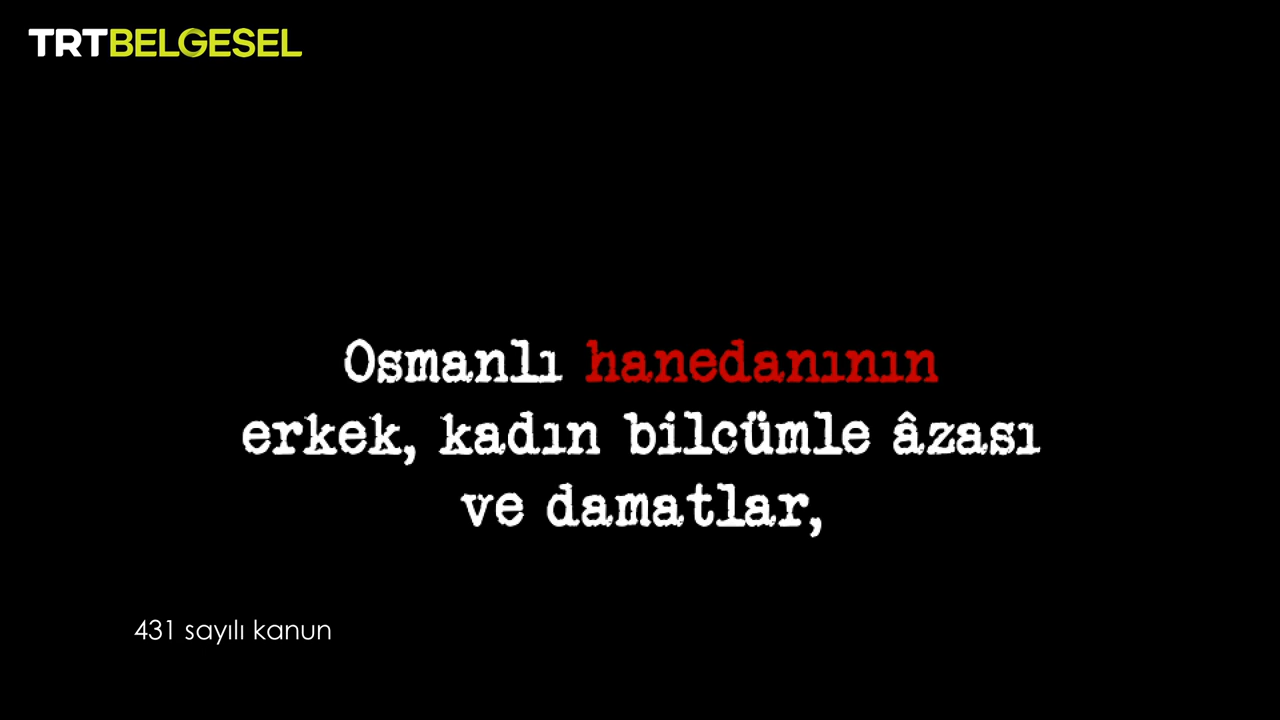 TRTBELGESEL
Osmanlı hanedanının
erkek, kadın bilcümle âzası
ve damatlar,
431 sayılı kanun